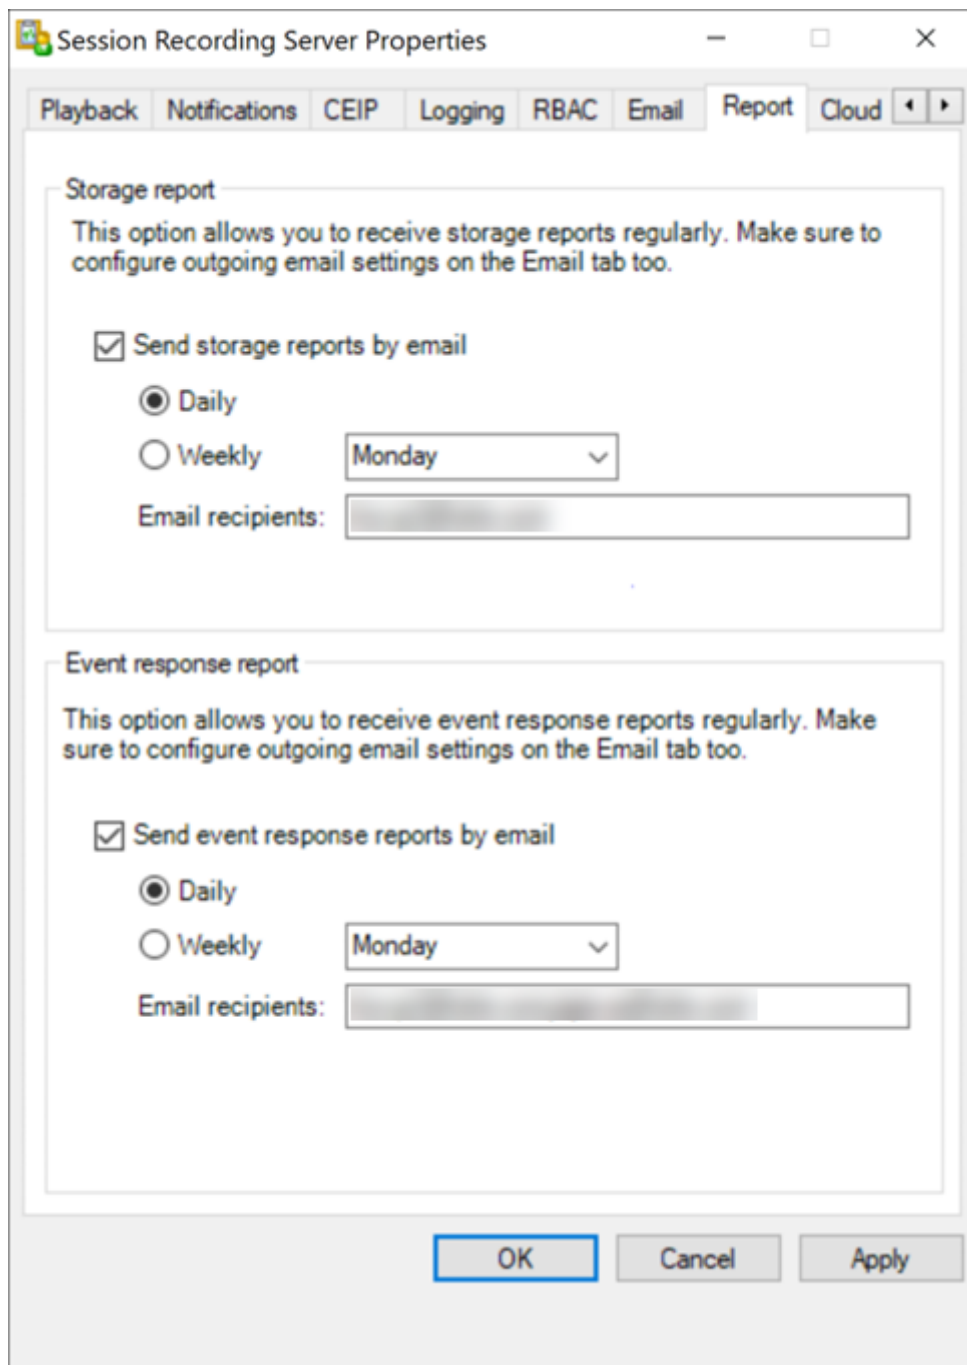 Session Recording Server Properties
Playback Notifications CEIP Logging RBAC Email Report Cloud
Storage report
This option allows you to receive storage reports regularly. Make sure to
configure outgoing email settings on the Email tab too.
Send storage reports by email
Daily
Weekly Monday
Email recipients:
Event response report
This option allows you to receive event response reports regularly. Make
sure to configure outgoing email settings on the Email tab too.
Send event response reports by email
Daily
Weekly Monday
Email recipients:
OK Cancel Apply